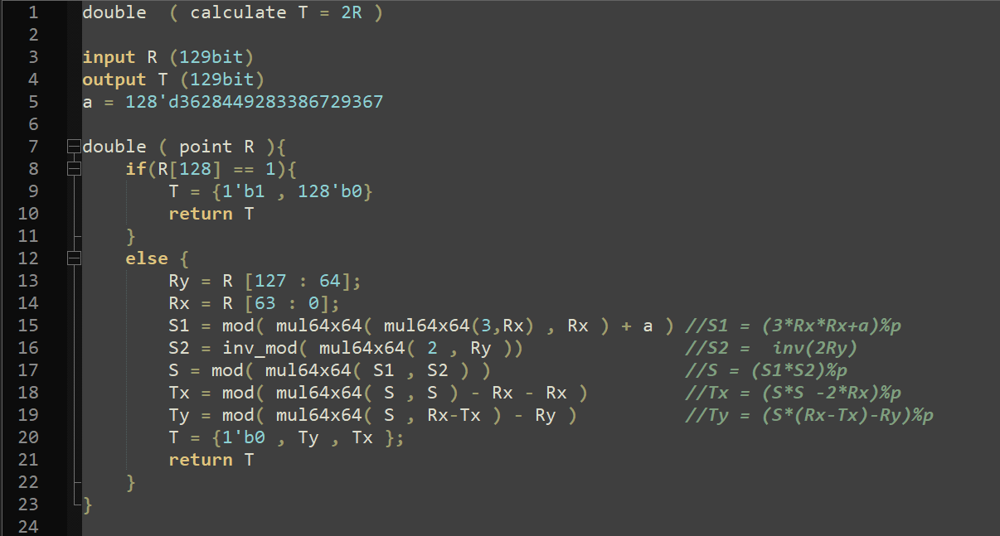 1 double ( calculate T = 2R )
2
3 input R (129bit)
4 output T (129bit)
5 a = 128'd3628449283386729367
6
7 double ( point R ){
8 if(R[128] == 1){
9 T = {1'b1 , 128'b0}
10 return T
11 }
12 else {
13 Ry = R [127 : 64];
14 Rx = R [63 : 0];
15 S1 = mod( mul64x64( mul64x64(3,Rx) , Rx ) + a ) //S1 = (3*Rx*Rx+a)%p
16 S2 = inv_mod( mul64x64( 2 , Ry )) //S2 = inv(2Ry)
17 S = mod( mul64x64( S1 , S2 ) ) //S = (S1*S2)%p
18 Tx = mod( mul64x64( S , S ) - Rx - Rx ) //Tx = (S*S -2*Rx)%p
19 Ty = mod( mul64x64( S , Rx-Tx ) - Ry ) //Ty = (S*(Rx-Tx)-Ry)%p
20 T = {1'b0 , Ty , Tx };
21 return T
22 }
23 }
24